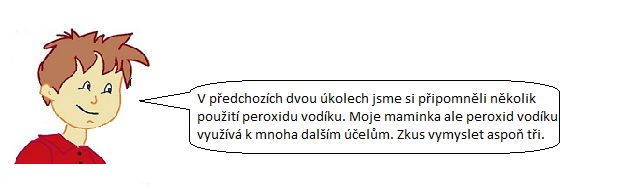 V předchozích dvou úkolech jsme si připomněli několik
použití peroxidu vodíku. Moje maminka ale peroxid vodíku
využívá k mnoha dalším účelům. Zkus vymyslet aspoň tři.